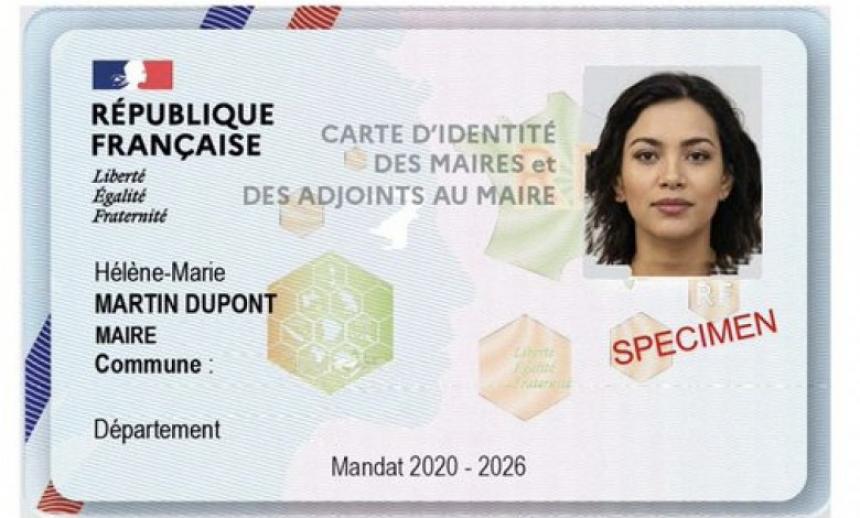 RÉPUBLIQUE
FRANÇAISE
Liberté
Égalité
Fraternité
CARTE D'IDENTITÉ
DES MAIRES et
DES ADJOINTS AU MAIRE
Hélène-Marie
MARTIN DUPONT
MAIRE
Commune :
Département
Mandat 2020 - 2026
RF
Liberté
Égalité
Fraternité
SPECIMEN